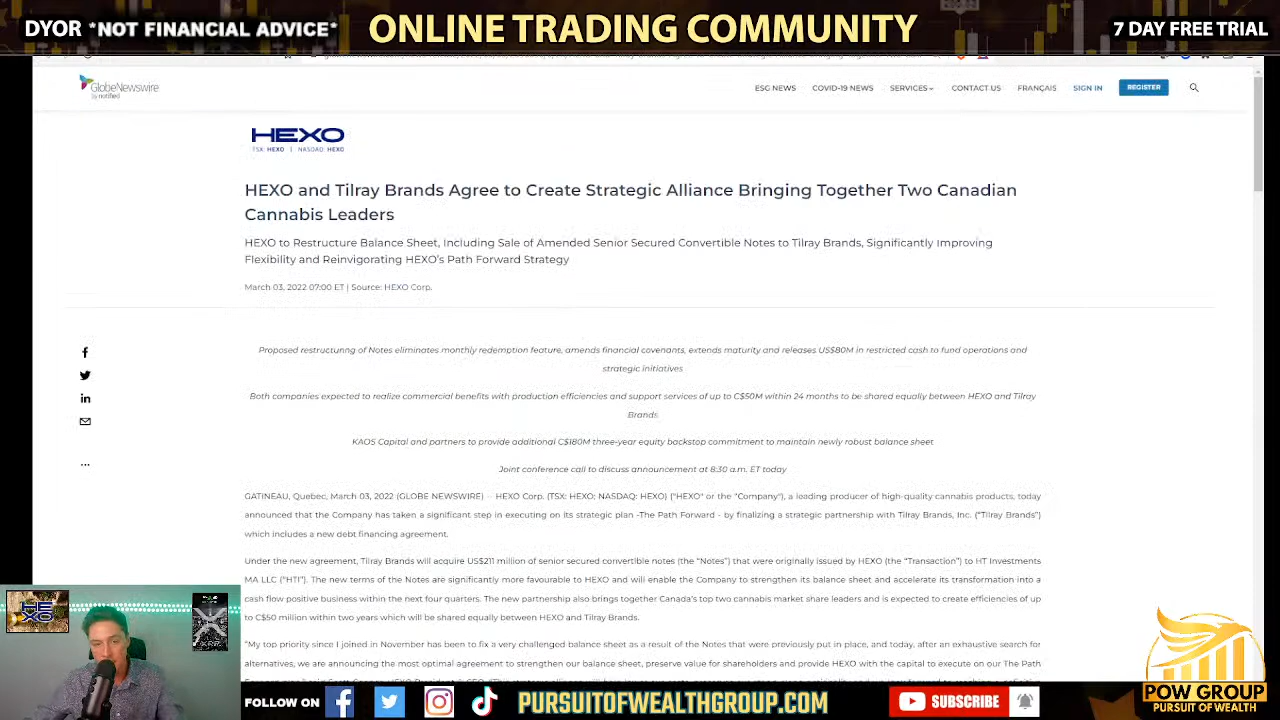 DYOR *NOT FINANCIAL ADVICE*
ONLINE TRADING COMMUNITY
7 DAY FREE TRIAL
GlobeNewswire
by notified
ESG NEWS
COVID-19 NEWS
SERVICES
CONTACT US
FRANÇAIS
SIGN IN
REGISTER
HEXO
TSX: HEXO | NASDAQ: HEXO
HEXO and Tilray Brands Agree to Create Strategic Alliance Bringing Together Two Canadian
Cannabis Leaders
HEXO to Restructure Balance Sheet, Including Sale of Amended Senior Secured Convertible Notes to Tilray Brands, Significantly Improving
Flexibility and Reinvigorating HEXO's Path Forward Strategy
March 03, 2022 07:00 ET | Source: HEXO Corp.
Proposed restructuring of Notes eliminates monthly redemption feature, amends financial covenants, extends maturity and releases US$80M in restricted cash to fund operations and
strategic initiatives
Both companies expected to realize commercial benefits with production efficiencies and support services of up to C$50M within 24 months to be shared equally between HEXO and Tilray
Brands
KAOS Capital and partners to provide additional C$180M three-year equity backstop commitment to maintain newly robust balance sheet
Joint conference call to discuss announcement at 8:30 a.m. ET today
GATINEAU, Quebec, March 03, 2022 (GLOBE NEWSWIRE) -- HEXO Corp. (TSX: HEXO; NASDAQ: HEXO) ("HEXO" or the "Company"), a leading producer of high-quality cannabis products, today
announced that the Company has taken a significant step in executing on its strategic plan -The Path Forward - by finalizing a strategic partnership with Tilray Brands, Inc. ("Tilray Brands")
which includes a new debt financing agreement.
Under the new agreement, Tilray Brands will acquire US$211 million of senior secured convertible notes (the "Notes") that were originally issued by HEXO (the "Transaction") to HT Investments
MA LLC ("HTI"). The new terms of the Notes are significantly more favourable to HEXO and will enable the Company to strengthen its balance sheet and accelerate its transformation into a
cash flow positive business within the next four quarters. The new partnership also brings together Canada's top two cannabis market share leaders and is expected to create efficiencies of up
to C$50 million within two years which will be shared equally between HEXO and Tilray Brands.
"My top priority since I joined in November has been to fix a very challenged balance sheet as a result of the Notes that were previously put in place, and today, after an exhaustive search for
alternatives, we are announcing the most optimal agreement to strengthen our balance sheet, preserve value for shareholders and provide HEXO with the capital to execute on our The Path
HEXO
FOLLOW ON
PURSUITOFWEALTHGROUP.COM
SUBSCRIBE
POW GROUP
PURSUIT OF WEALTH